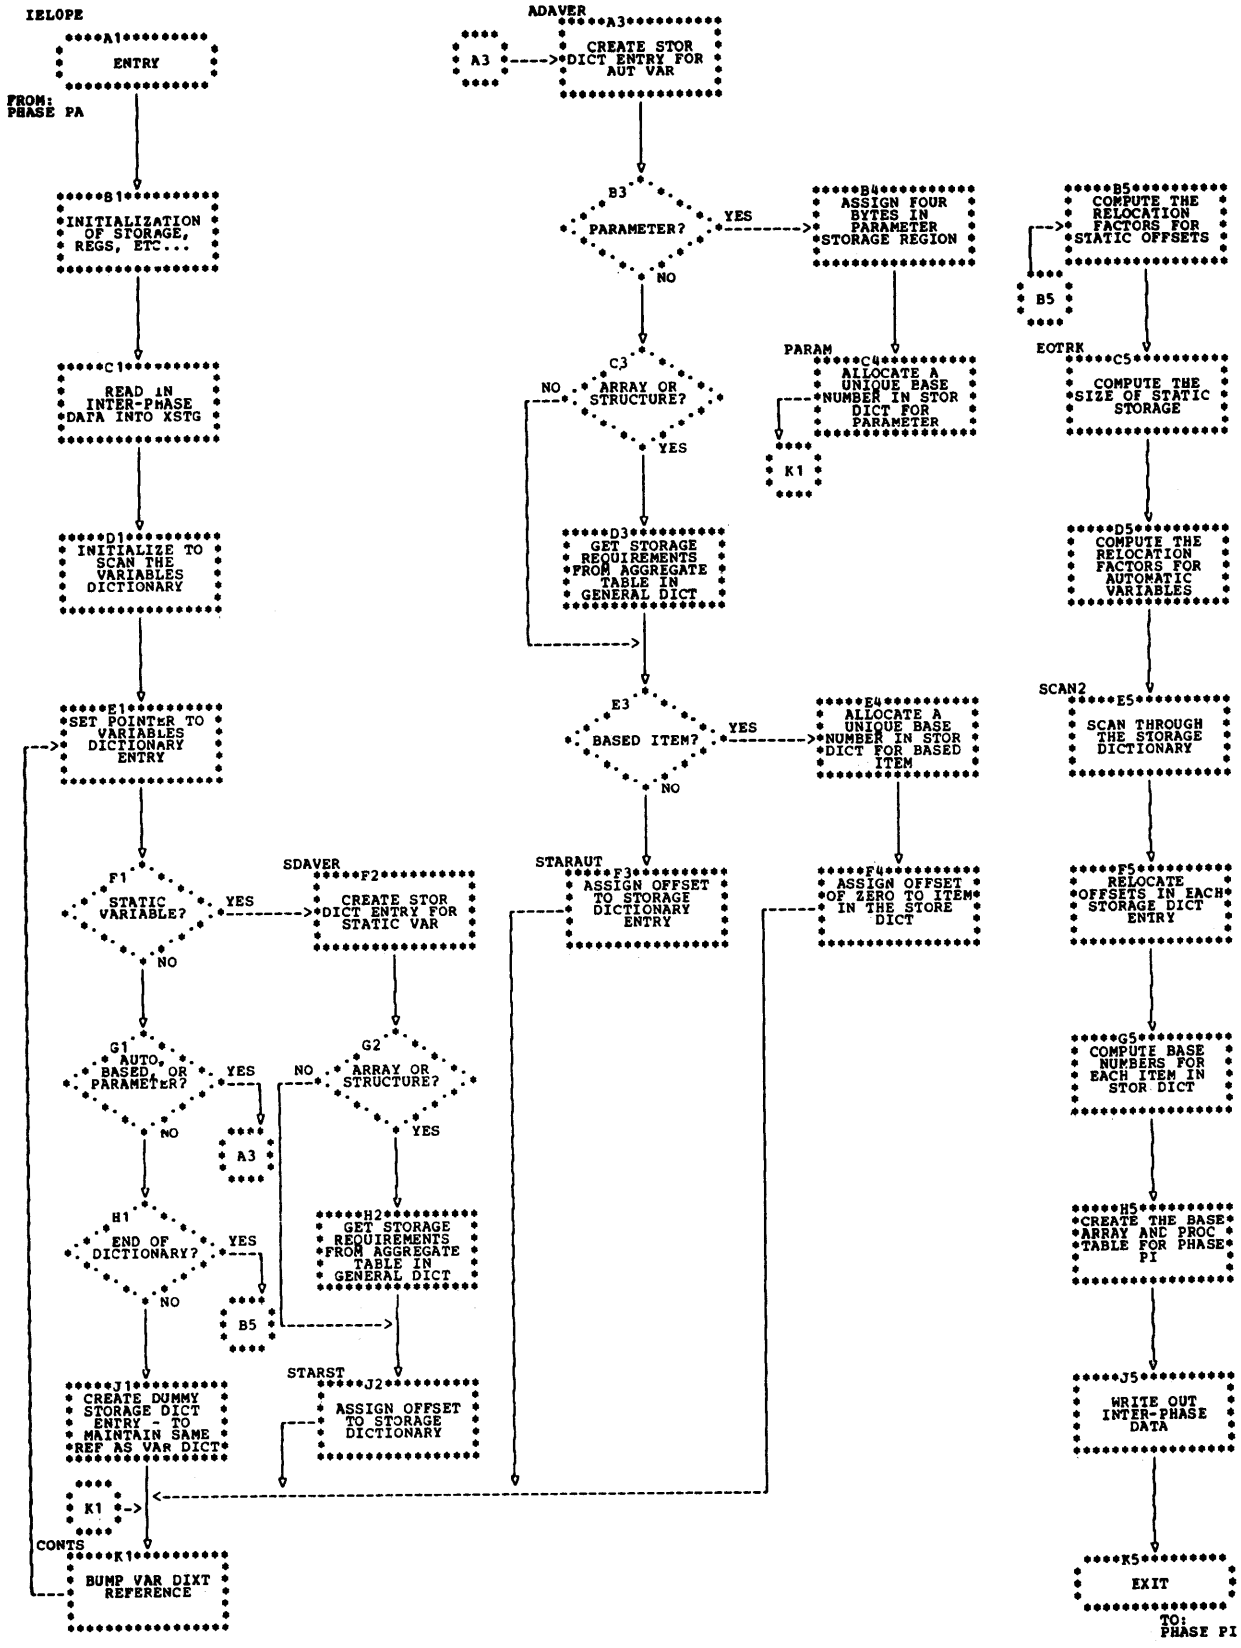 IELOPE
A1
ENTRY
FROM:
PHASE PA
B1
INITIALIZATION
OF STORAGE,
REGS, ETC...
C1
READ IN
INTER-PHASE
DATA INTO XSTG
D1
INITIALIZE TO
SCAN THE
VARIABLES
DICTIONARY
E1
SET POINTER TO
VARIABLES
DICTIONARY
ENTRY
F1
STATIC
VARIABLE?
YES
NO
G1
AUTO,
BASED, OR
PARAMETER?
YES
NO
A3
H1
END OF
DICTIONARY?
YES
NO
B5
J1
CREATE DUMMY
STORAGE DICT
ENTRY - TO
MAINTAIN SAME
REF AS VAR DICT
K1
CONTS
K1
BUMP VAR DIXT
REFERENCE
SDAVER
F2
CREATE STOR
DICT ENTRY FOR
STATIC VAR
G2
ARRAY OR
STRUCTURE?
NO
YES
H2
GET STORAGE
REQUIREMENTS
FROM AGGREGATE
TABLE IN
GENERAL DICT
STARST
J2
ASSIGN OFFSET
TO STORAGE
DICTIONARY
ADAVER
A3
A3
CREATE STOR
DICT ENTRY FOR
AUT VAR
B3
PARAMETER?
YES
NO
C3
ARRAY OR
STRUCTURE?
NO
YES
D3
GET STORAGE
REQUIREMENTS
FROM AGGREGATE
TABLE IN
GENERAL DICT
E3
BASED ITEM?
YES
NO
STARAUT
F3
ASSIGN OFFSET
TO STORAGE
DICTIONARY
ENTRY
B4
ASSIGN FOUR
BYTES IN
PARAMETER
STORAGE REGION
PARAM
C4
ALLOCATE A
UNIQUE BASE
NUMBER IN STOR
DICT FOR
PARAMETER
K1
E4
ALLOCATE A
UNIQUE BASE
NUMBER IN STOR
DICT FOR BASED
ITEM
F4
ASSIGN OFFSET
OF ZERO TO ITEM
IN THE STORE
DICT
B5
COMPUTE THE
RELOCATION
FACTORS FOR
STATIC OFFSETS
B5
EOTRK
C5
COMPUTE THE
SIZE OF STATIC
STORAGE
D5
COMPUTE THE
RELOCATION
FACTORS FOR
AUTOMATIC
VARIABLES
SCAN2
E5
SCAN THROUGH
THE STORAGE
DICTIONARY
F5
RELOCATE
OFFSETS IN EACH
STORAGE DICT
ENTRY
G5
COMPUTE BASE
NUMBERS FOR
EACH ITEM IN
STOR DICT
H5
CREATE THE BASE
ARRAY AND PROC
TABLE FOR PHASE
PI
J5
WRITE OUT
INTER-PHASE
DATA
K5
EXIT
TO:
PHASE PI